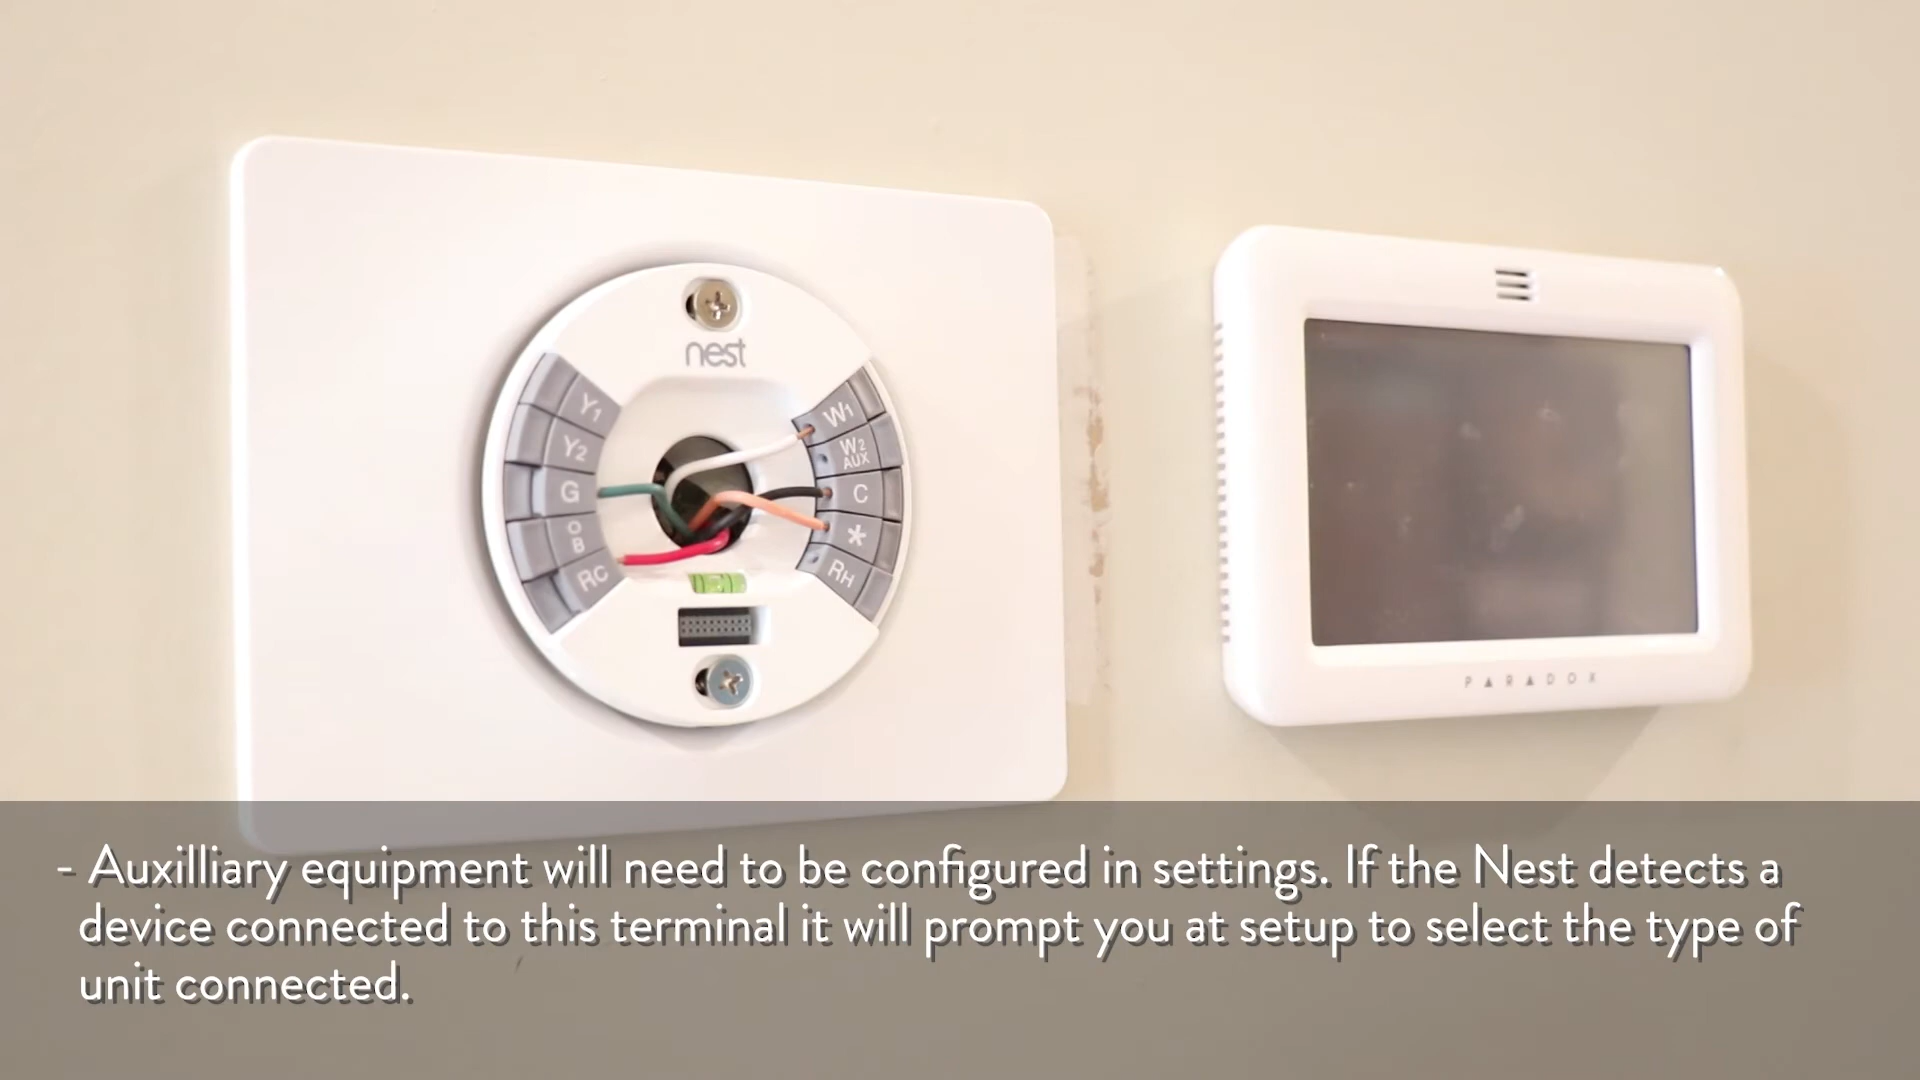 nest
Y1
Y2
G
O
B
RC
W1
W2
AUX
C
*
RH
PARADOX
- Auxilliary equipment will need to be configured in settings. If the Nest detects a
device connected to this terminal it will prompt you at setup to select the type of
unit connected.